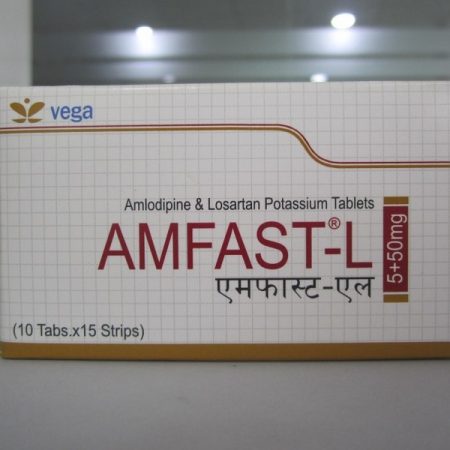 vega
Amlodipine & Losartan Potassium Tablets
AMFAST®-L
5+50mg
एमफास्ट-एल
(10 Tabs.x15 Strips)